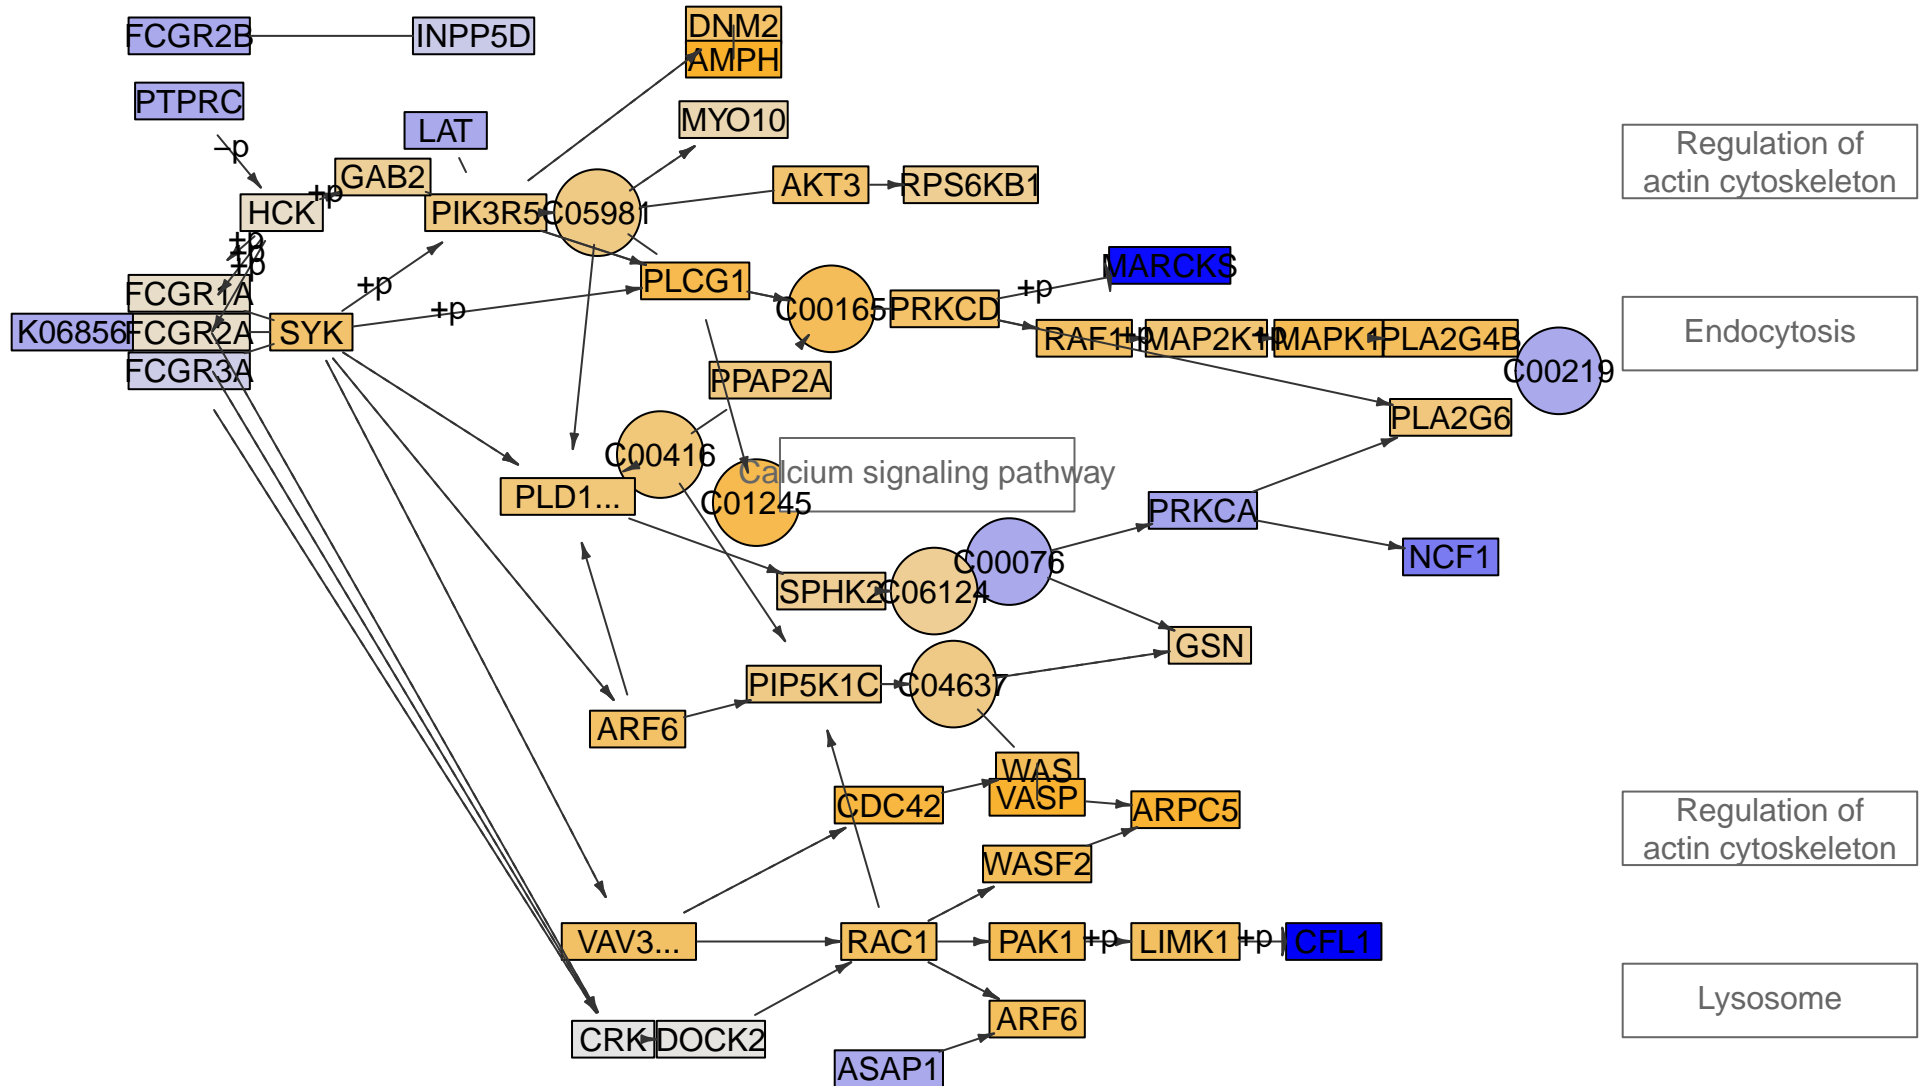 FCGR2B
INPP5D
DNM2
AMPH
PTPRC
LAT
MYO10
Regulation of
actin cytoskeleton
−p
GAB2
+p
HCK
PIK3R5
C05981
AKT3
RPS6KB1
+p
+p
+p
FCGR1A
+p
PLCG1
MARCKS
+p
+p
C00165
PRKCD
K06856
FCGR2A
SYK
RAF1
+p
MAP2K1
+p
MAPK1
PLA2G4B
Endocytosis
FCGR3A
PPAP2A
C00219
PLA2G6
C00416
Calcium signaling pathway
PLD1...
C01245
PRKCA
C00076
NCF1
SPHK2
C06124
GSN
PIP5K1C
C04637
ARF6
WAS
VASP
CDC42
ARPC5
Regulation of
actin cytoskeleton
WASF2
VAV3...
RAC1
PAK1
+p
LIMK1
+p
CFL1
Lysosome
ARF6
CRK
DOCK2
ASAP1